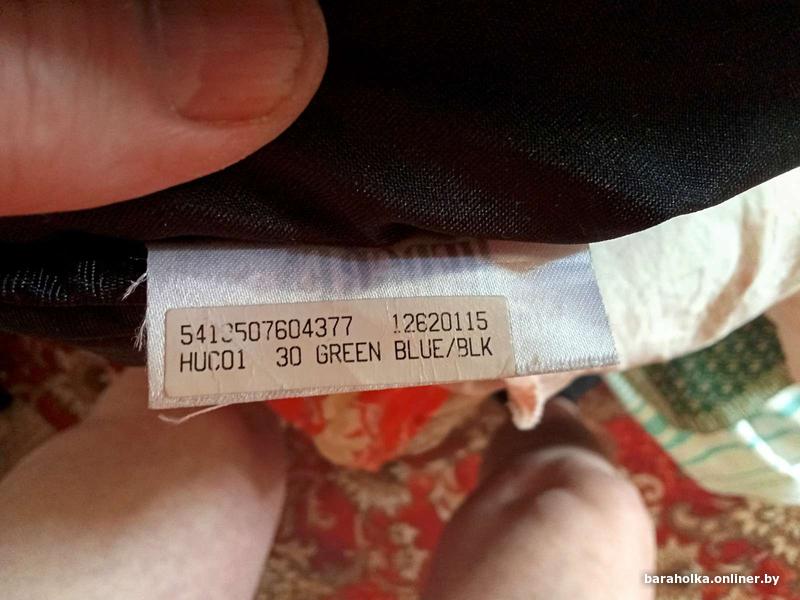 5413507604377 12620115
HUC01 30 GREEN BLUE/BLK
baraholka.onliner.by